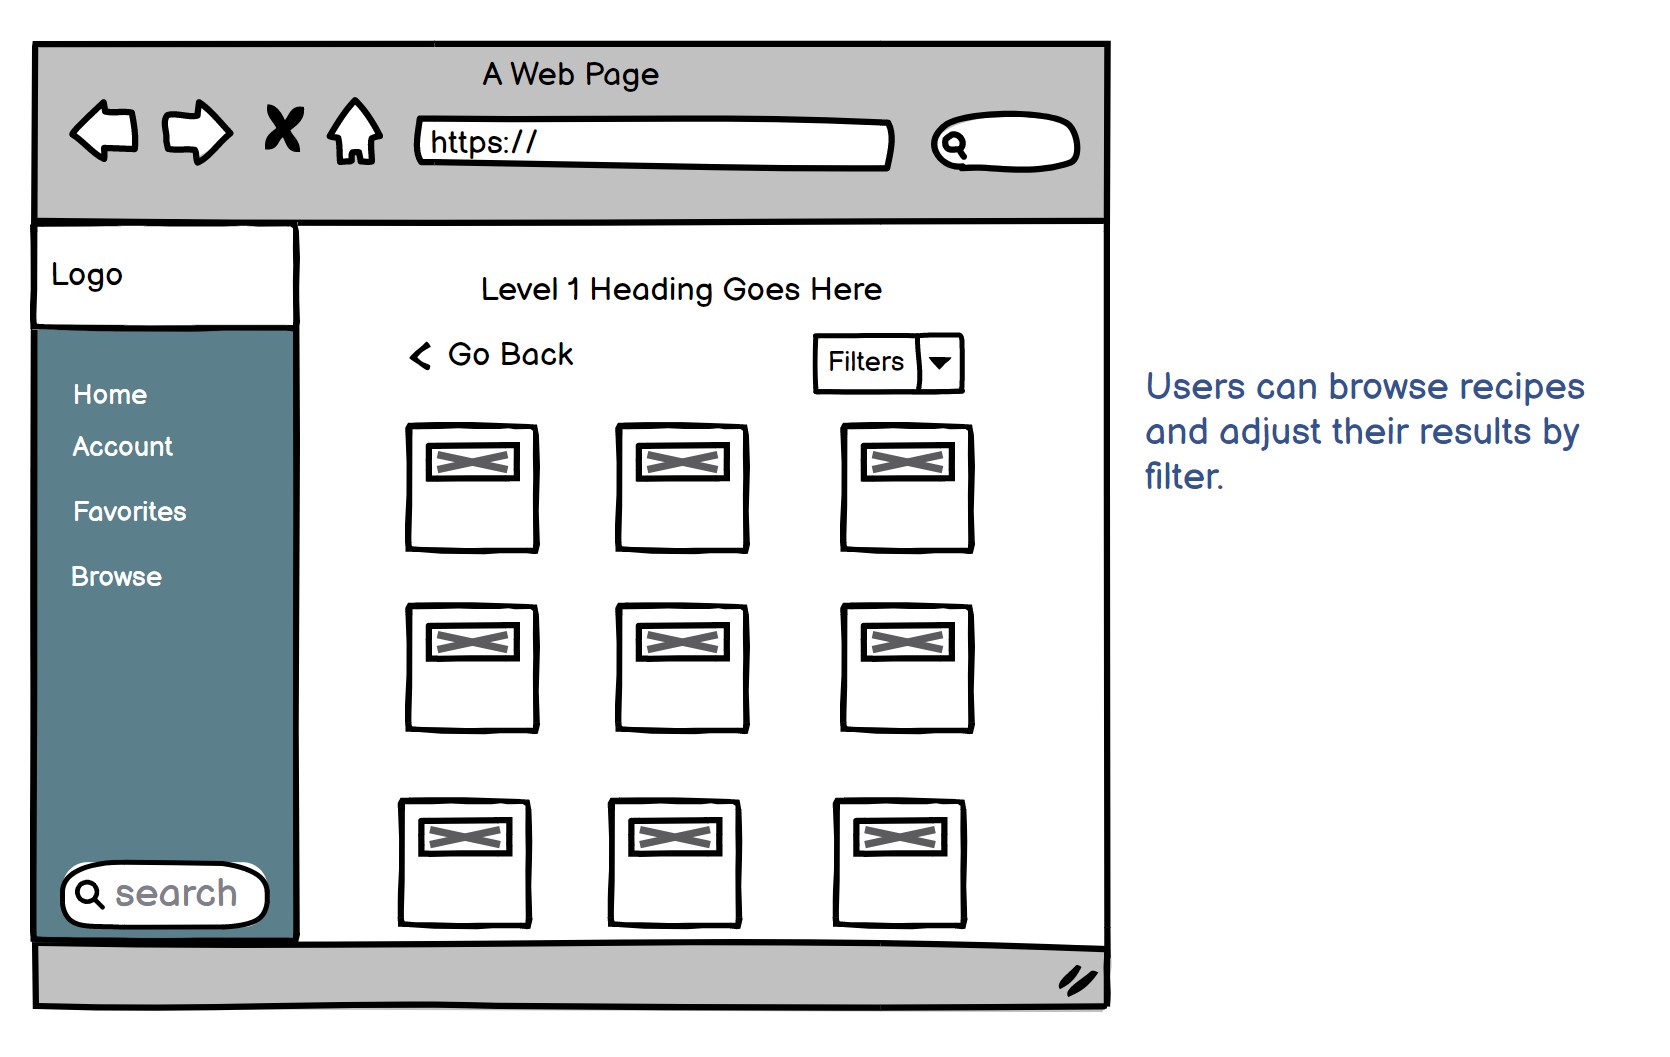 A Web Page
https://
Logo
Level 1 Heading Goes Here
Go Back
Filters
Home
Account
Favorites
Browse
search
Users can browse recipes
and adjust their results by
filter.